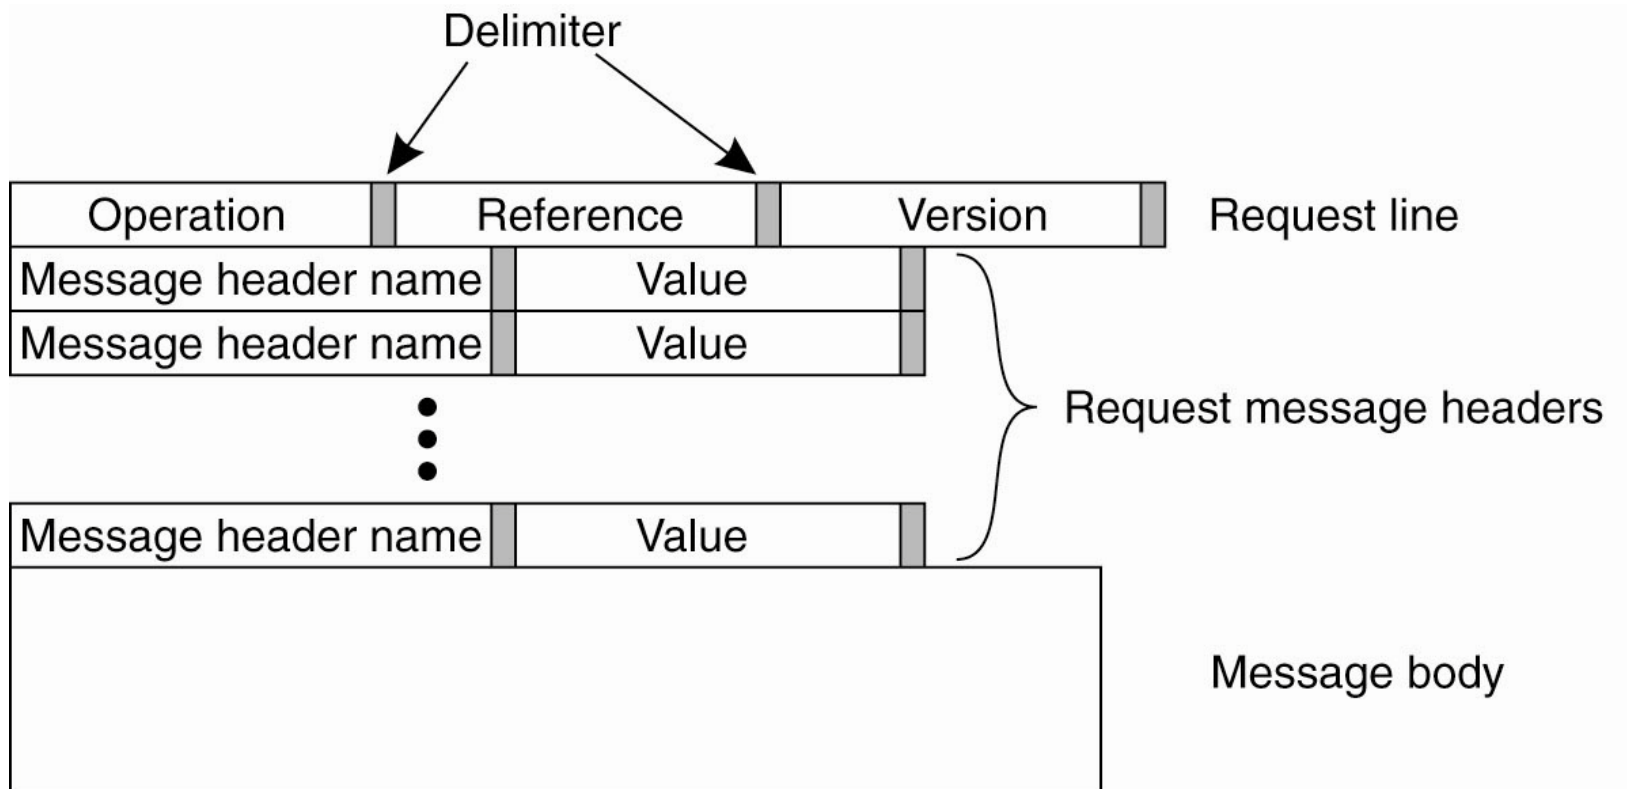 Delimiter
Operation Reference Version Request line
Message header name Value
Message header name Value
Request message headers
Message header name Value
Message body